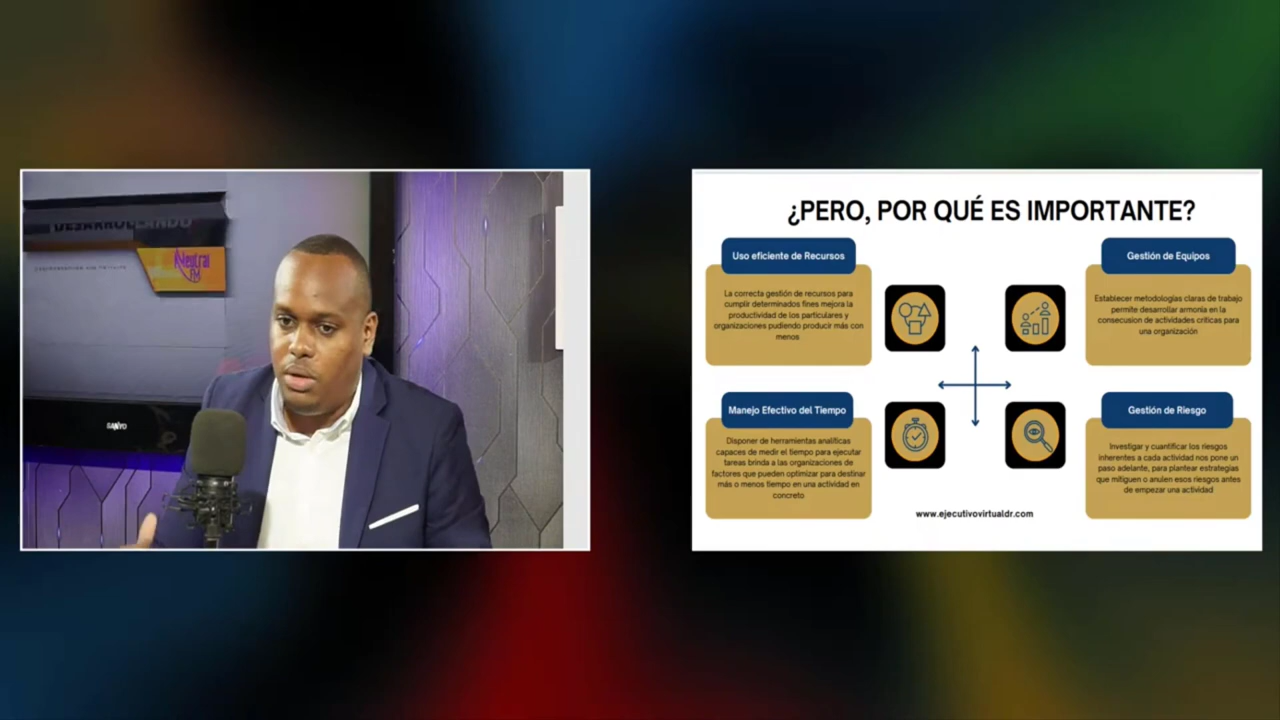 DESARROLLANDO
Neutral
FM
SANYO
¿PERO, POR QUÉ ES IMPORTANTE?
Uso eficiente de Recursos
La correcta gestión de recursos para
cumplir determinados fines mejora la
productividad de los particulares y
organizaciones pudiendo producir más con
menos
Gestión de Equipos
Establecer metodologías claras de trabajo
permite desarrollar armonía en la
consecusion de actividades críticas para
una organización
Manejo Efectivo del Tiempo
Disponer de herramientas analíticas
capaces de medir el tiempo para ejecutar
tareas brinda a las organizaciones de
factores que pueden optimizar para destinar
más o menos tiempo en una actividad en
concreto
Gestión de Riesgo
Investigar y cuantificar los riesgos
inherentes a cada actividad nos pone un
paso adelante, para plantear estrategias
que mitiguen o anulen esos riesgos antes
de empezar una actividad
www.ejecutivovirtualdr.com